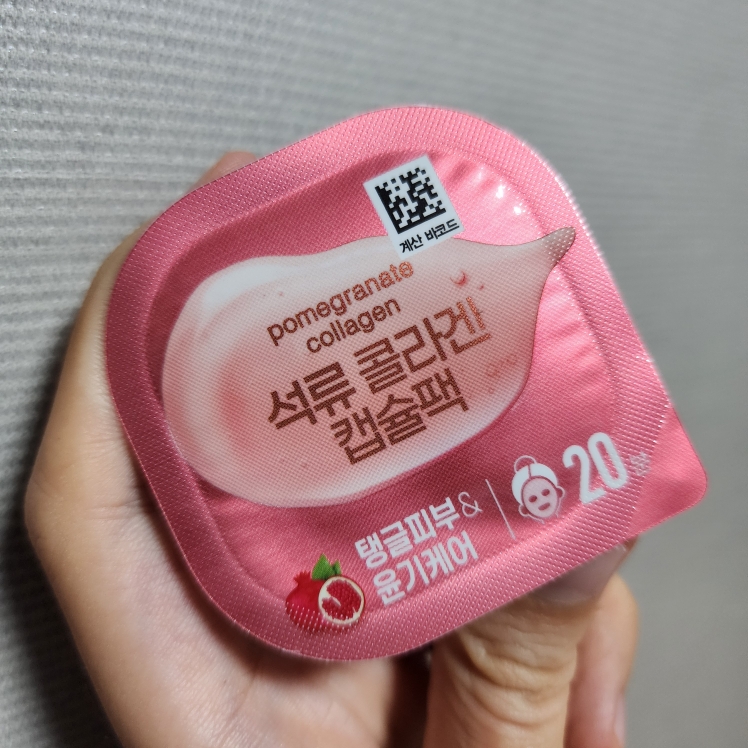 계산 바코드
pomegranate
collagen
석류 콜라겐
캡슐팩
탱글피부&
윤기케어
20